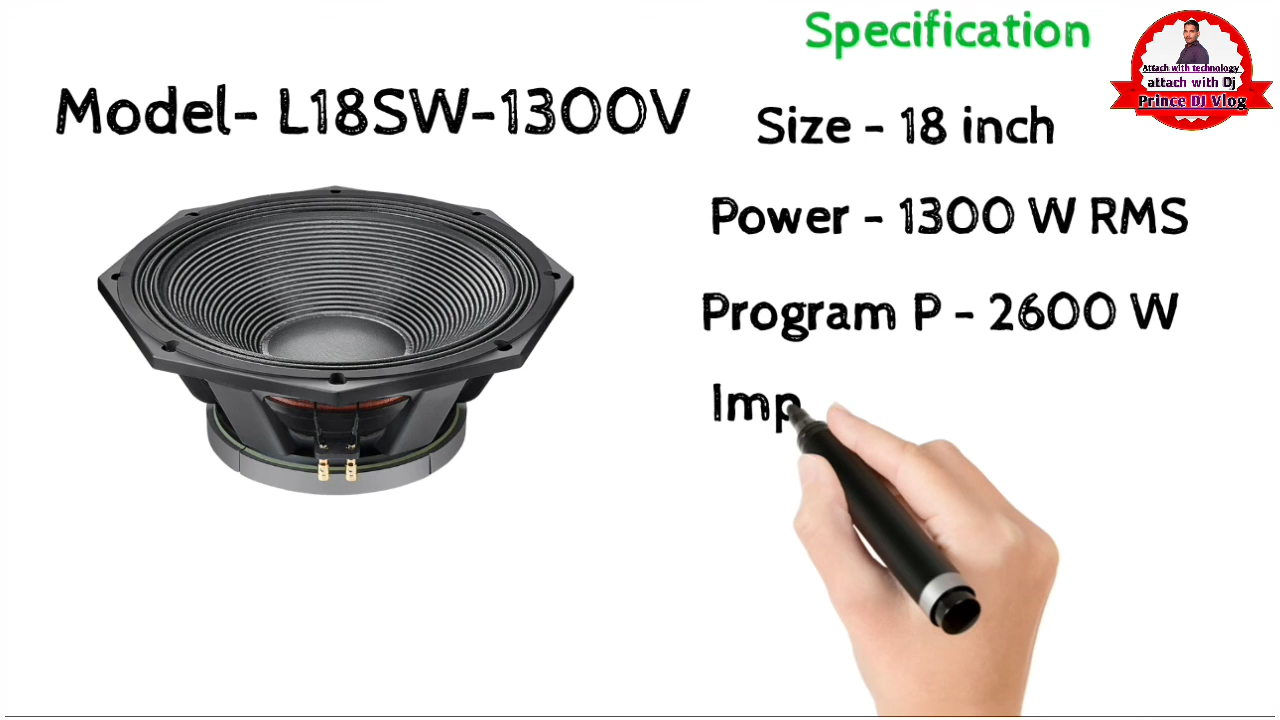 Specification
Model- L18SW-1300V
Size - 18 inch
Power - 1300 W RMS
Program P - 2600 W
Imp
Attach with technology
attach with Dj
Prince DJ Vlog